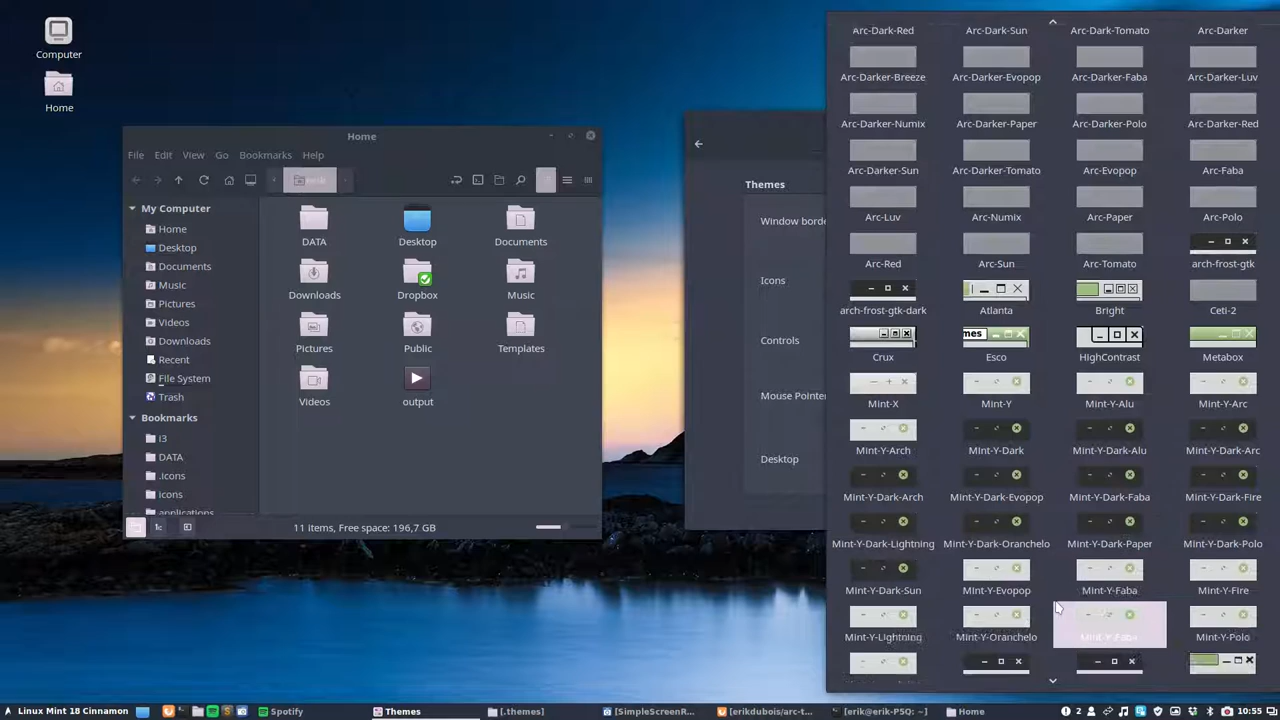 Computer
Home
Home
File Edit View Go Bookmarks Help
My Computer
Home
Desktop
Documents
Music
Pictures
Videos
Downloads
Recent
File System
Trash
Bookmarks
i3
DATA
.icons
icons
applications
DATA Desktop Documents
Downloads Dropbox Music
Pictures Public Templates
Videos output
11 items, Free space: 196,7 GB
Themes
Window borde
Icons
Controls
Mouse Pointer
Desktop
Arc-Dark-Red Arc-Dark-Sun Arc-Dark-Tomato Arc-Darker
Arc-Darker-Breeze Arc-Darker-Evopop Arc-Darker-Faba Arc-Darker-Luv
Arc-Darker-Numix Arc-Darker-Paper Arc-Darker-Polo Arc-Darker-Red
Arc-Darker-Sun Arc-Darker-Tomato Arc-Evopop Arc-Faba
Arc-Luv Arc-Numix Arc-Paper Arc-Polo
Arc-Red Arc-Sun Arc-Tomato arch-frost-gtk
arch-frost-gtk-dark Atlanta Bright Ceti-2
mes
Crux Esco HighContrast Metabox
Mint-X Mint-Y Mint-Y-Alu Mint-Y-Arc
Mint-Y-Arch Mint-Y-Dark Mint-Y-Dark-Alu Mint-Y-Dark-Arc
Mint-Y-Dark-Arch Mint-Y-Dark-Evopop Mint-Y-Dark-Faba Mint-Y-Dark-Fire
Mint-Y-Dark-Lightning Mint-Y-Dark-Oranchelo Mint-Y-Dark-Paper Mint-Y-Dark-Polo
Mint-Y-Dark-Sun Mint-Y-Evopop Mint-Y-Faba Mint-Y-Fire
Mint-Y-Lightning Mint-Y-Oranchelo Mint-Y-Polo
Linux Mint 18 Cinnamon Spotify Themes [.themes] [SimpleScreenR... [erikdubois/arc-t... [erik@erik-P5Q: ~] Home 2 10:55